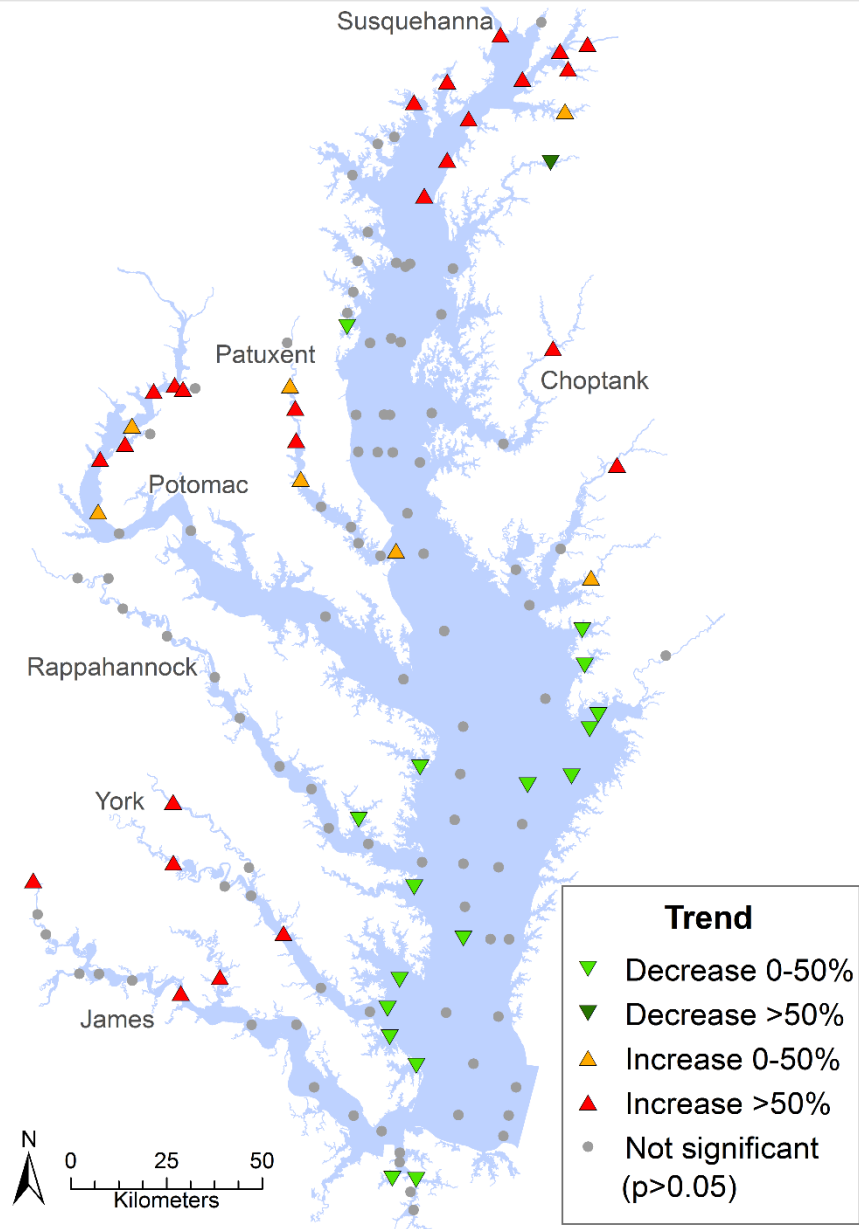 Susquehanna
Patuxent
Choptank
Potomac
Rappahannock
York
James
Trend
Decrease 0-50%
Decrease >50%
Increase 0-50%
Increase >50%
Not significant
(p>0.05)
N
0 25 50
Kilometers